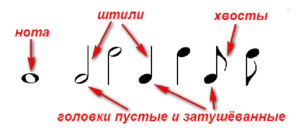 штили
хвосты
нота
головки пустые и затушёванные